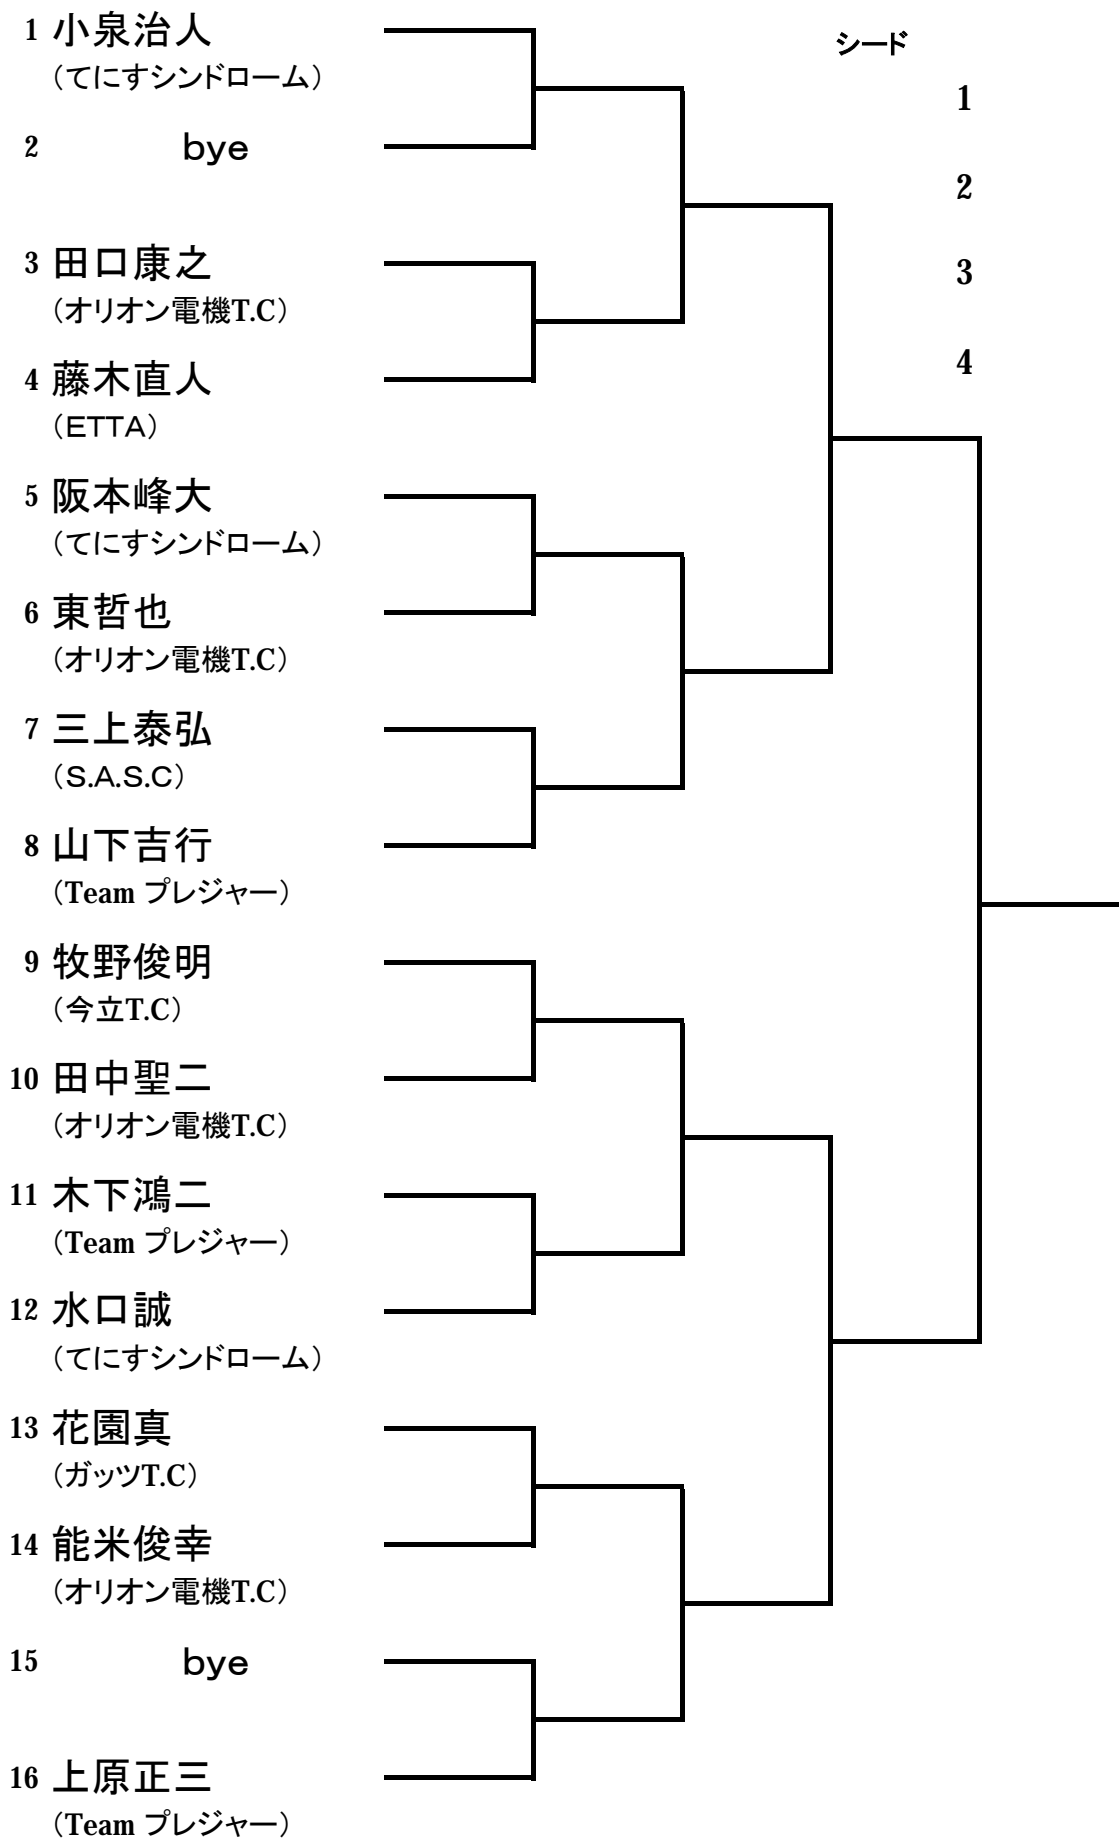 1 小泉治人
（てにすシンドローム）
2 bye
3 田口康之
（オリオン電機T.C）
4 藤木直人
（ETTA）
5 阪本峰大
（てにすシンドローム）
6 東哲也
（オリオン電機T.C）
7 三上泰弘
（S.A.S.C）
8 山下吉行
（Team プレジャー）
9 牧野俊明
（今立T.C）
10 田中聖二
（オリオン電機T.C）
11 木下鴻二
（Team プレジャー）
12 水口誠
（てにすシンドローム）
13 花園真
（ガッツT.C）
14 能米俊幸
（オリオン電機T.C）
15 bye
16 上原正三
（Team プレジャー）
シード
1
2
3
4